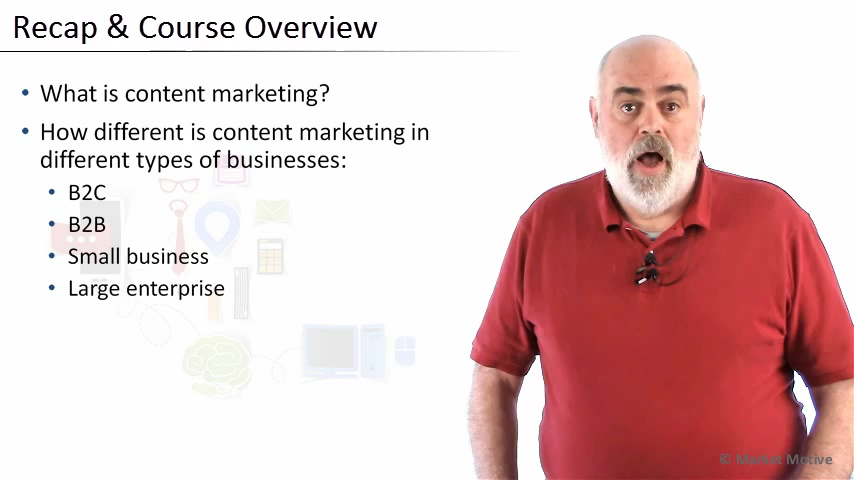 Recap & Course Overview
• What is content marketing?
• How different is content marketing in
different types of businesses:
• B2C
• B2B
• Small business
• Large enterprise
© Market Motive